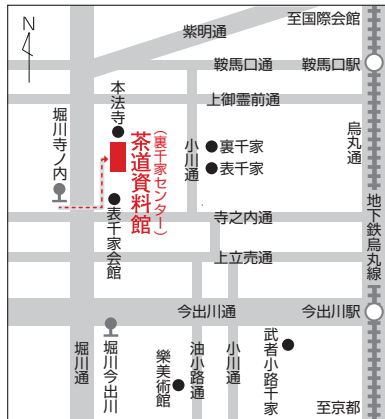 N
至国際会館
紫明通
鞍馬口通
鞍馬口駅
本法寺
上御霊前通
堀川寺ノ内
茶道資料館
(裏千家センター)
小川通
裏千家
表千家
烏丸通
表千家会館
寺之内通
地下鉄烏丸線
上立売通
今出川通
今出川駅
堀川通
堀川今出川
樂美術館
油小路通
小川通
武者小路千家
至京都